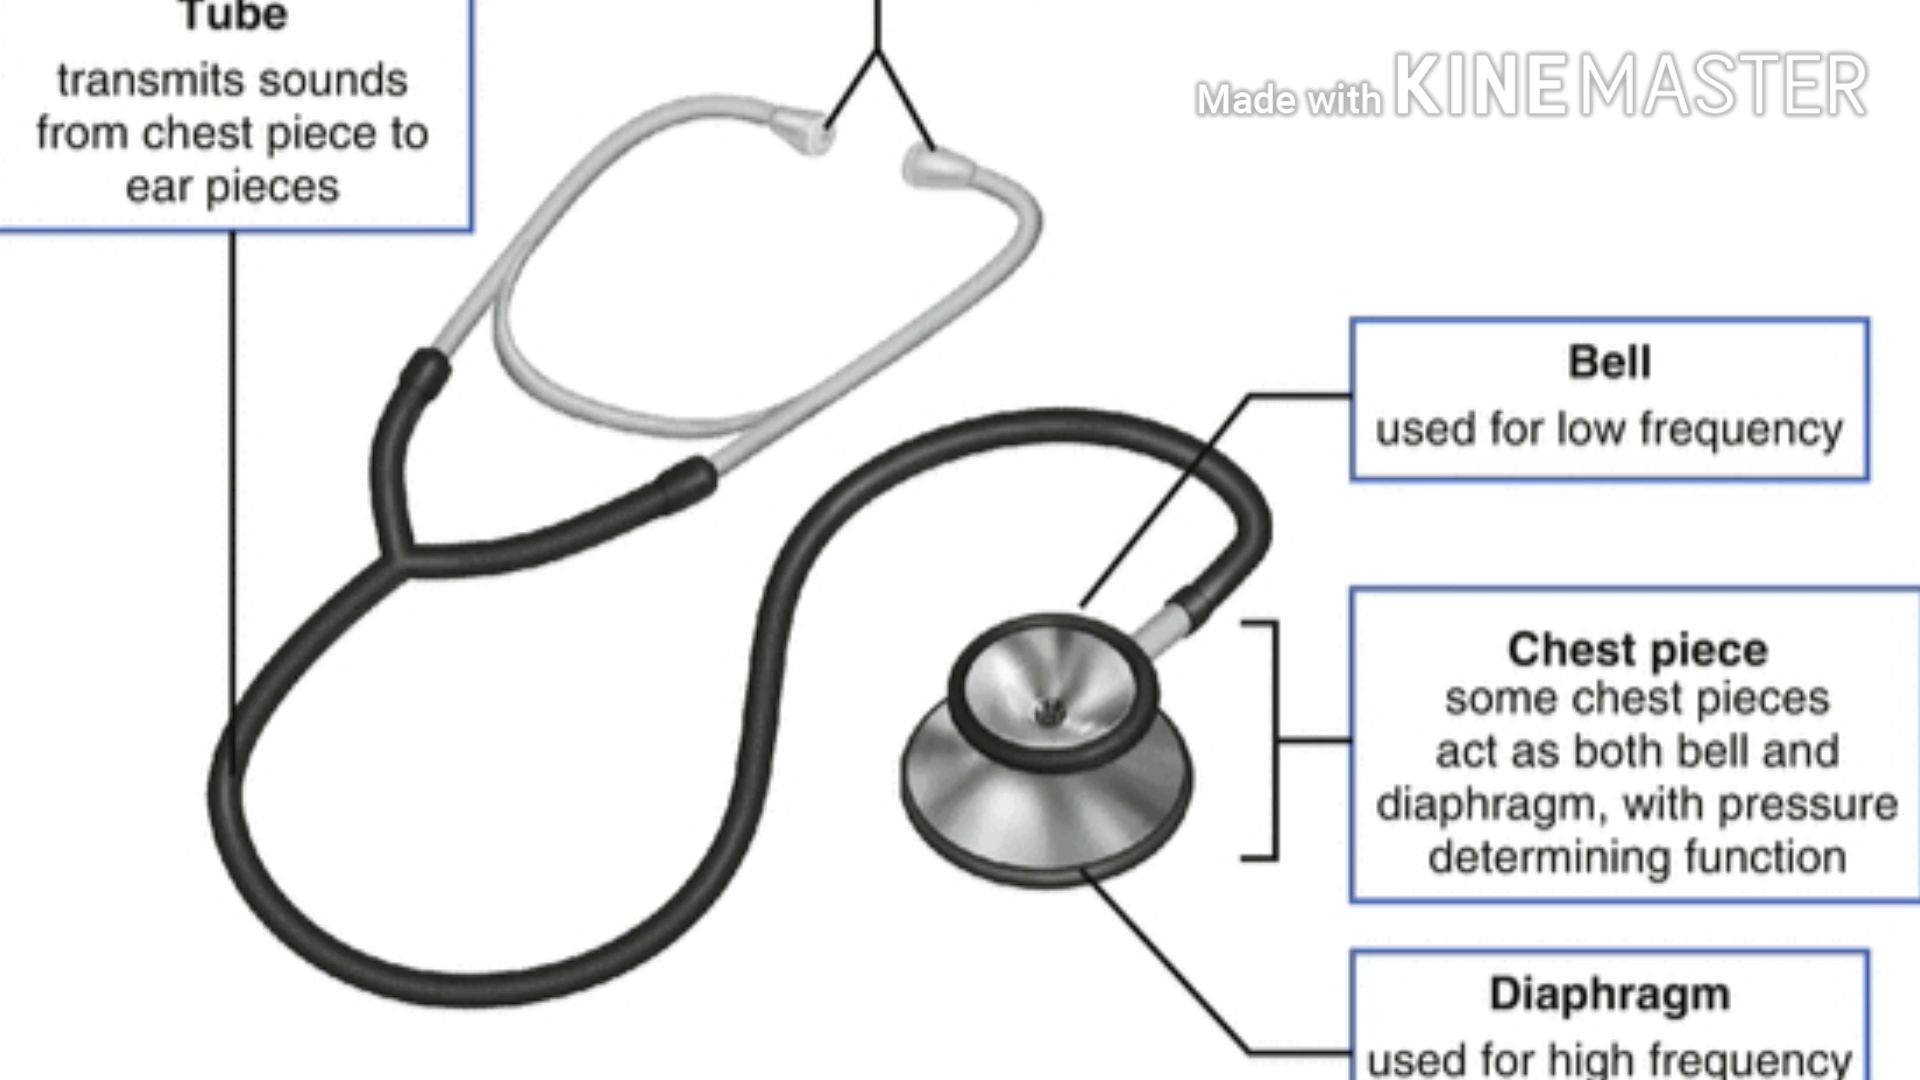 Tube
transmits sounds
from chest piece to
ear pieces
Made with KINEMASTER
Bell
used for low frequency
Chest piece
some chest pieces
act as both bell and
diaphragm, with pressure
determining function
Diaphragm
used for high frequency